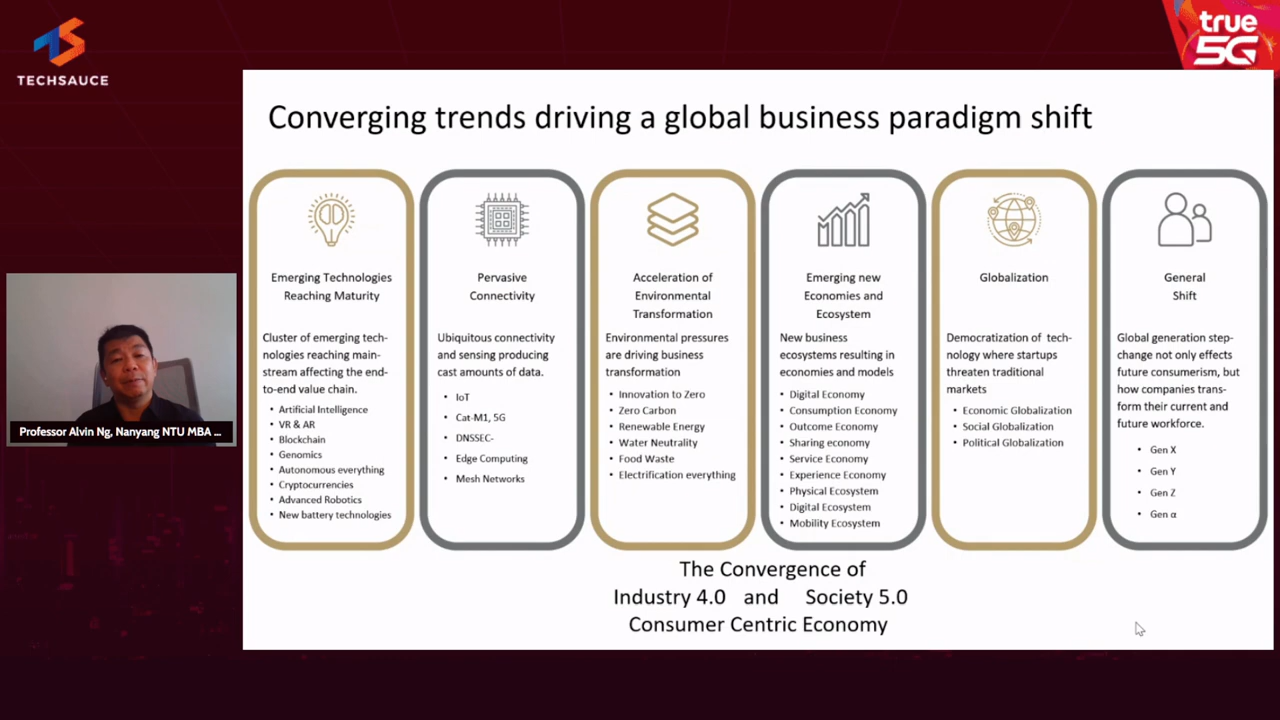 TECHSAUCE
true
5G
Converging trends driving a global business paradigm shift
Emerging Technologies
Reaching Maturity
Cluster of emerging tech-
nologies reaching main-
stream affecting the end-
to-end value chain.
• Artificial Intelligence
• VR & AR
• Blockchain
• Genomics
• Autonomous everything
• Cryptocurrencies
• Advanced Robotics
• New battery technologies
Pervasive
Connectivity
Ubiquitous connectivity
and sensing producing
cast amounts of data.
• IoT
• Cat-M1, 5G
• DNSSEC-
• Edge Computing
• Mesh Networks
Acceleration of
Environmental
Transformation
Environmental pressures
are driving business
transformation
• Innovation to Zero
• Zero Carbon
• Renewable Energy
• Water Neutrality
• Food Waste
• Electrification everything
Emerging new
Economies and
Ecosystem
New business
ecosystems resulting in
economies and models
• Digital Economy
• Consumption Economy
• Outcome Economy
• Sharing economy
• Service Economy
• Experience Economy
• Physical Ecosystem
• Digital Ecosystem
• Mobility Ecosystem
Globalization
Democratization of tech-
nology where startups
threaten traditional
markets
• Economic Globalization
• Social Globalization
• Political Globalization
General
Shift
Global generation step-
change not only effects
future consumerism, but
how companies trans-
form their current and
future workforce.
• Gen X
• Gen Y
• Gen Z
• Gen α
The Convergence of
Industry 4.0 and Society 5.0
Consumer Centric Economy
Professor Alvin Ng, Nanyang NTU MBA ...